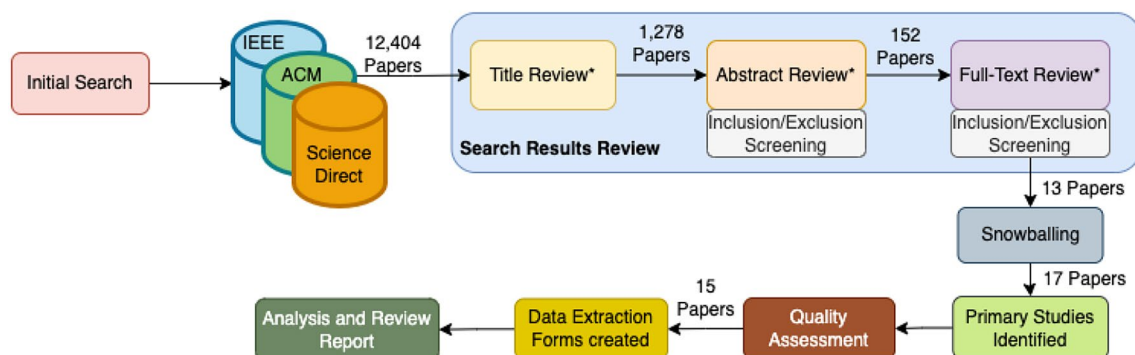 Initial Search
IEEE
ACM
Science
Direct
12,404
Papers
Title Review*
1,278
Papers
Abstract Review*
Inclusion/Exclusion
Screening
152
Papers
Full-Text Review*
Inclusion/Exclusion
Screening
Search Results Review
13 Papers
Snowballing
17 Papers
Primary Studies
Identified
Quality
Assessment
15
Papers
Data Extraction
Forms created
Analysis and Review
Report